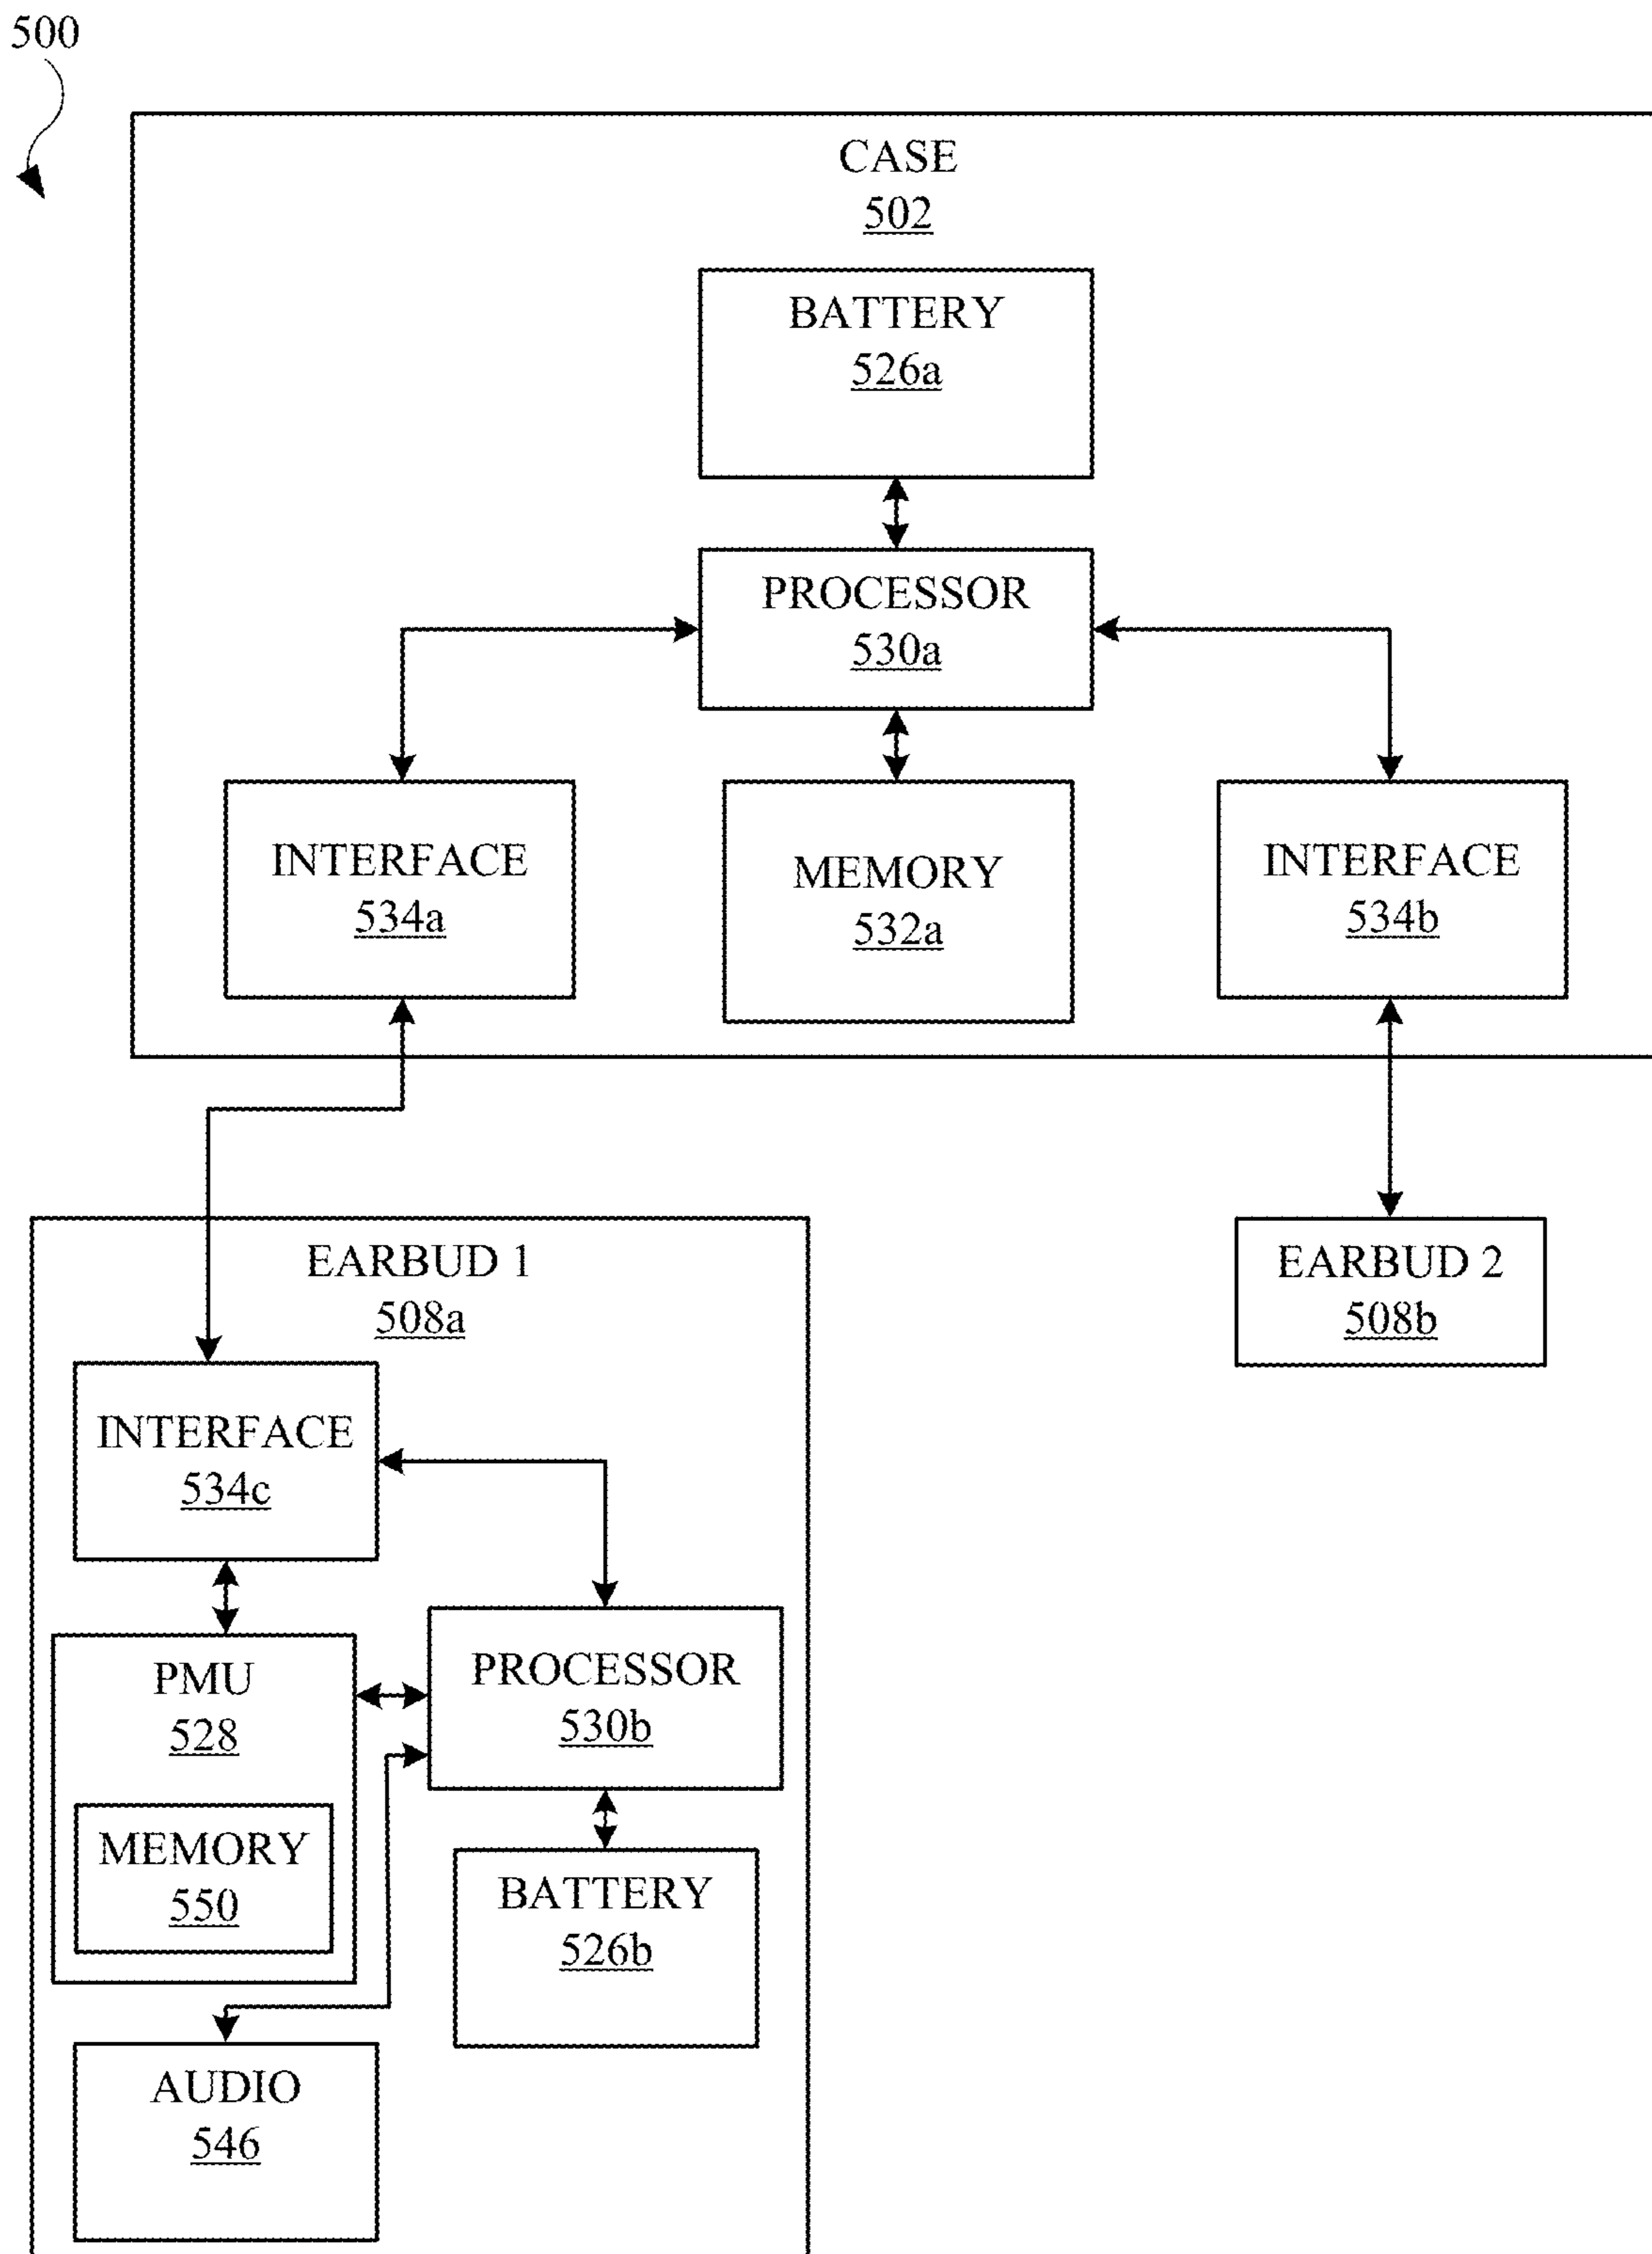 500
CASE
502
BATTERY
526a
PROCESSOR
530a
INTERFACE
534a
MEMORY
532a
INTERFACE
534b
EARBUD 1
508a
EARBUD 2
508b
INTERFACE
534c
PMU
528
PROCESSOR
530b
MEMORY
550
BATTERY
526b
AUDIO
546